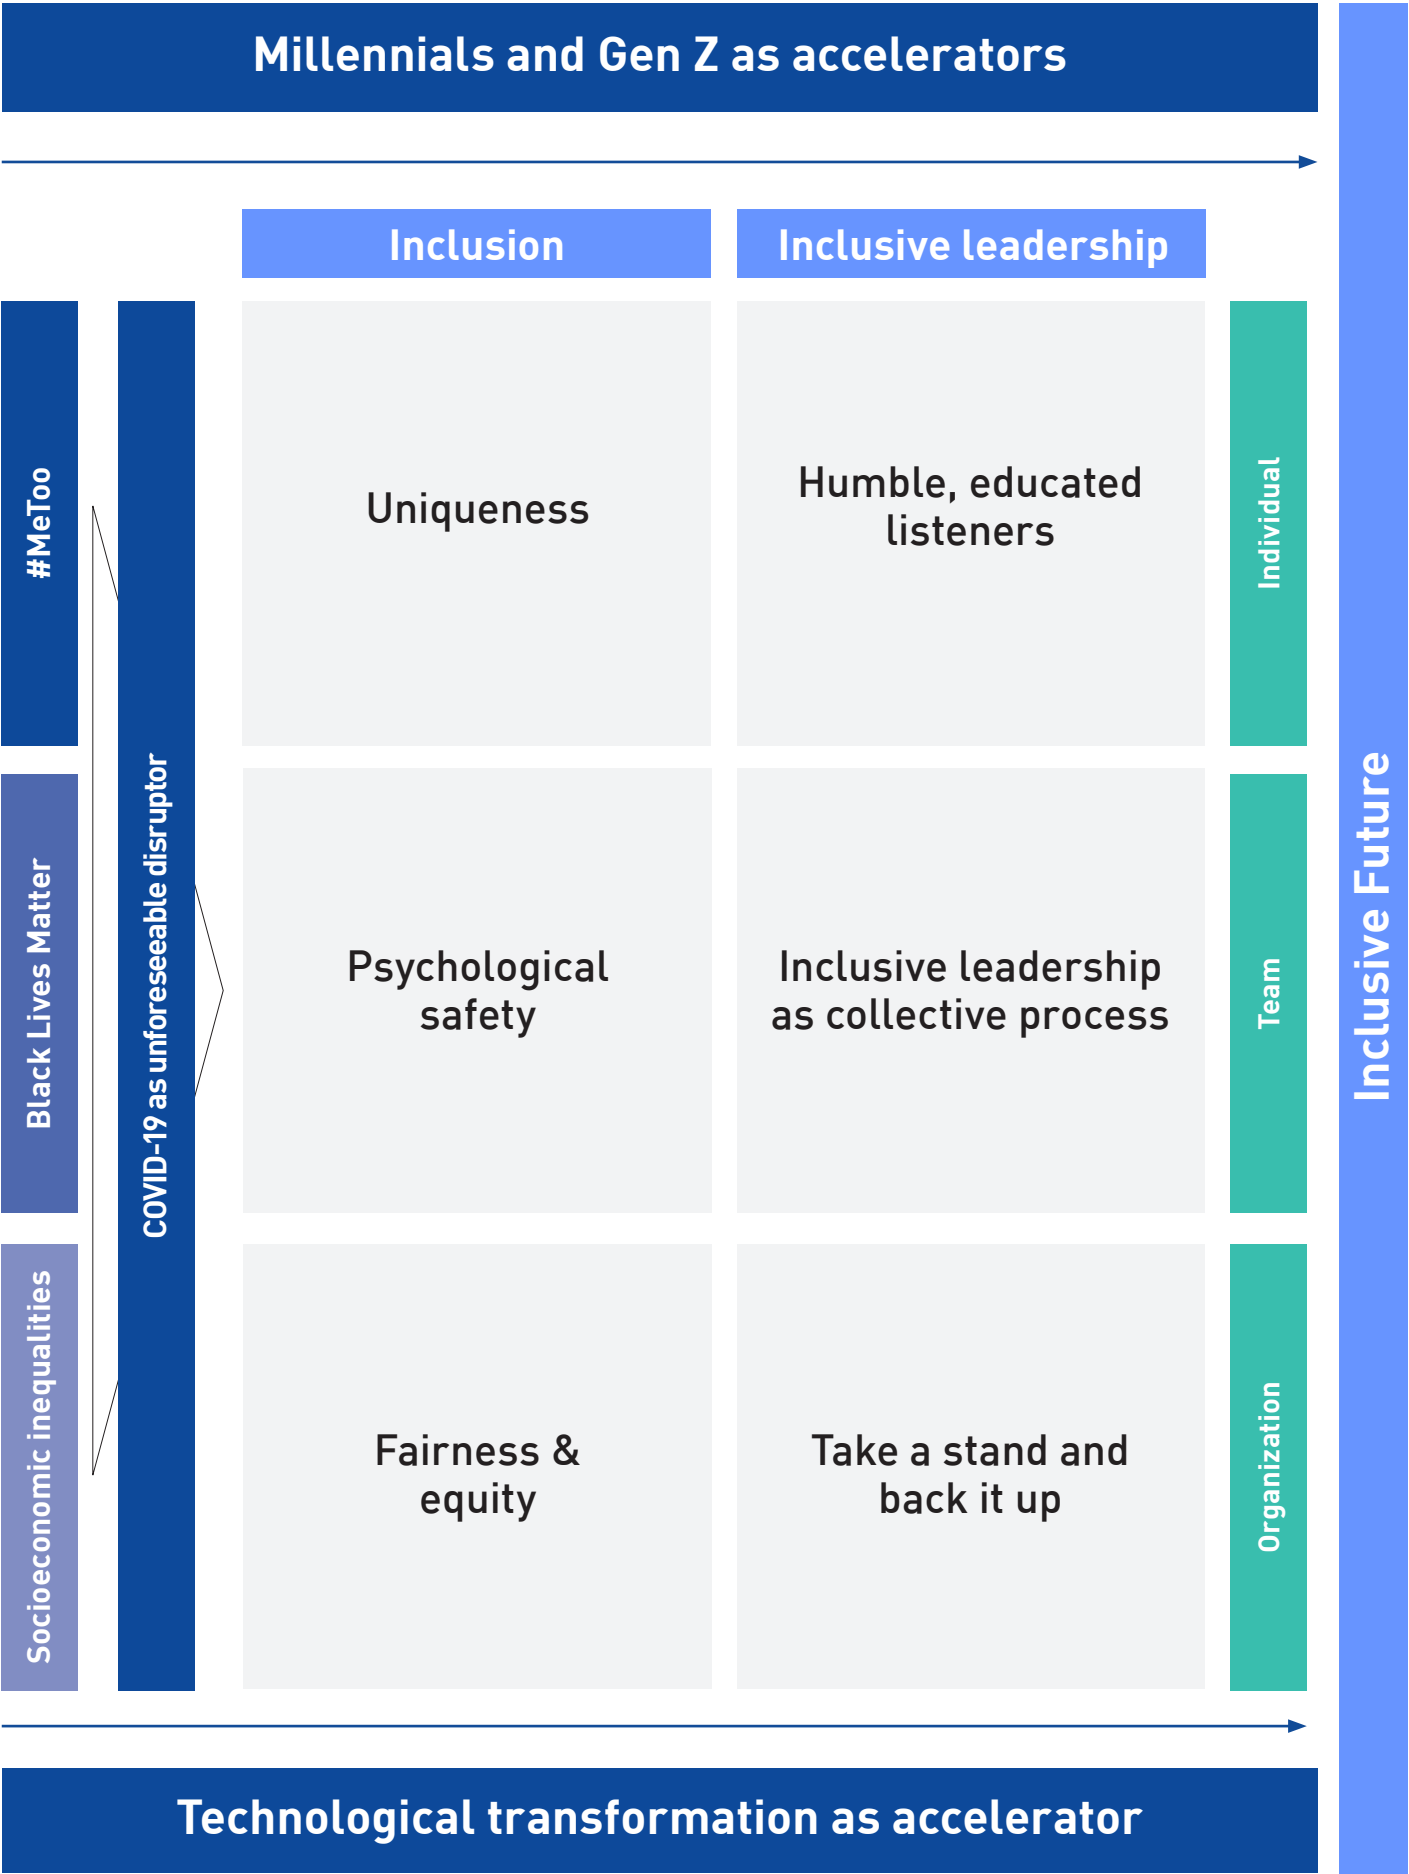 Millennials and Gen Z as accelerators
Inclusion
Inclusive leadership
#MeToo
Black Lives Matter
Socioeconomic inequalities
COVID-19 as unforeseeable disruptor
Uniqueness
Humble, educated
listeners
Individual
Psychological
safety
Inclusive leadership
as collective process
Team
Fairness &
equity
Take a stand and
back it up
Organization
Inclusive Future
Technological transformation as accelerator